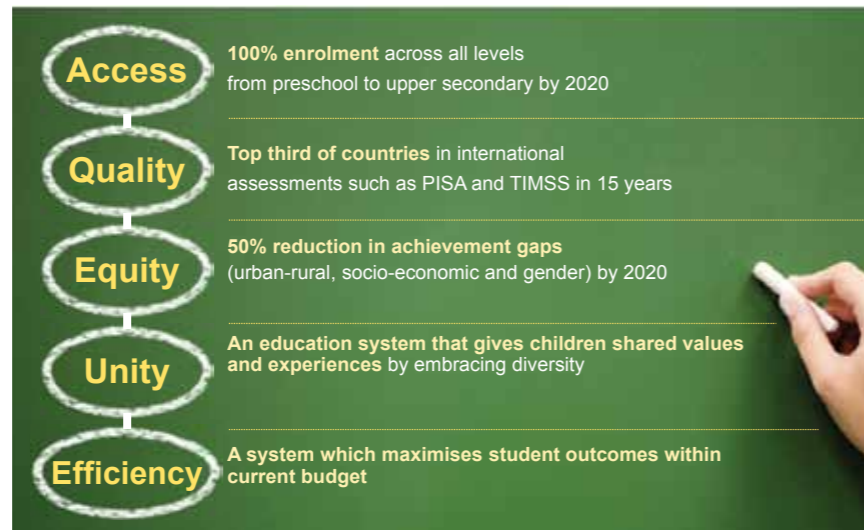 Access
100% enrolment across all levels
from preschool to upper secondary by 2020
Quality
Top third of countries in international
assessments such as PISA and TIMSS in 15 years
Equity
50% reduction in achievement gaps
(urban-rural, socio-economic and gender) by 2020
Unity
An education system that gives children shared values
and experiences by embracing diversity
Efficiency
A system which maximises student outcomes within
current budget